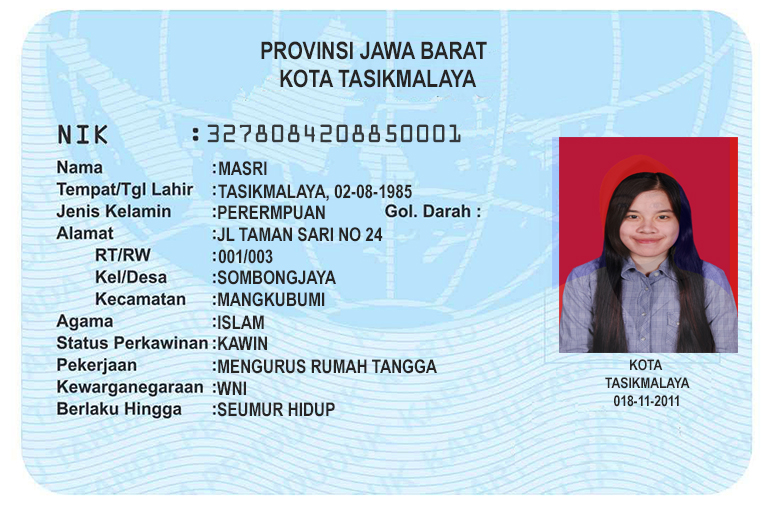 PROVINSI JAWA BARAT
KOTA TASIKMALAYA
NIK : 3278084208850001
Nama : MASRI
Tempat/Tgl Lahir : TASIKMALAYA, 02-08-1985
Jenis Kelamin : PERERMPUAN Gol. Darah :
Alamat : JL TAMAN SARI NO 24
RT/RW : 001/003
Kel/Desa : SOMBONGJAYA
Kecamatan : MANGKUBUMI
Agama : ISLAM
Status Perkawinan : KAWIN
Pekerjaan : MENGURUS RUMAH TANGGA
Kewarganegaraan : WNI
Berlaku Hingga : SEUMUR HIDUP
KOTA
TASIKMALAYA
018-11-2011